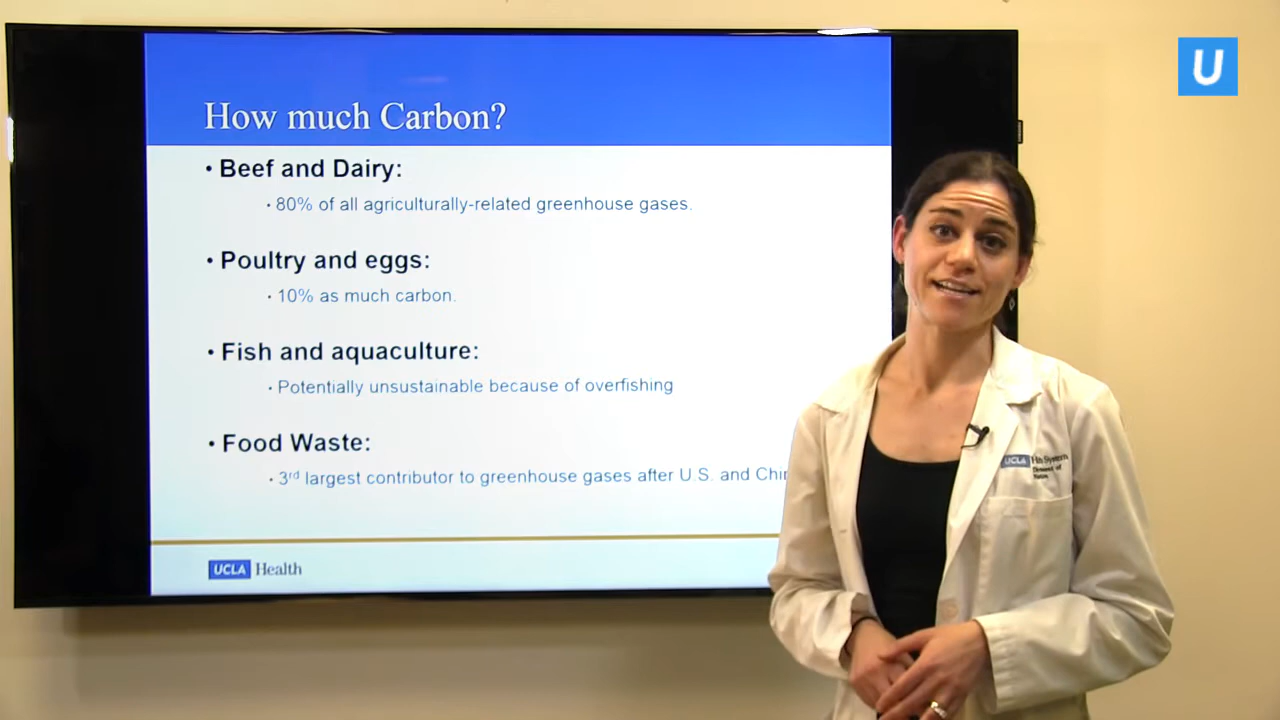 U
How much Carbon?
• Beef and Dairy:
• 80% of all agriculturally-related greenhouse gases.
• Poultry and eggs:
• 10% as much carbon.
• Fish and aquaculture:
• Potentially unsustainable because of overfishing
• Food Waste:
• 3rd largest contributor to greenhouse gases after U.S. and Chi
UCLA Health
UCLA